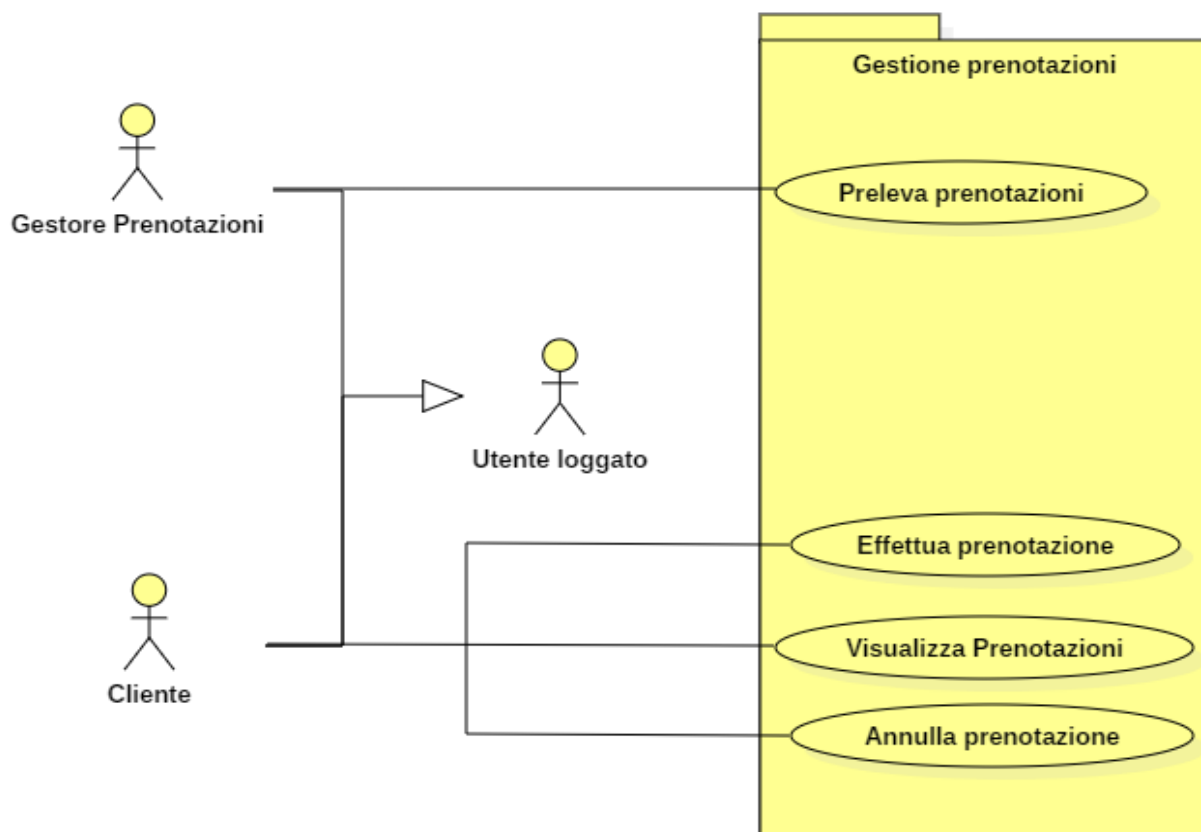 Gestione prenotazioni
Preleva prenotazioni
Gestore Prenotazioni
Utente loggato
Effettua prenotazione
Visualizza Prenotazioni
Cliente
Annulla prenotazione